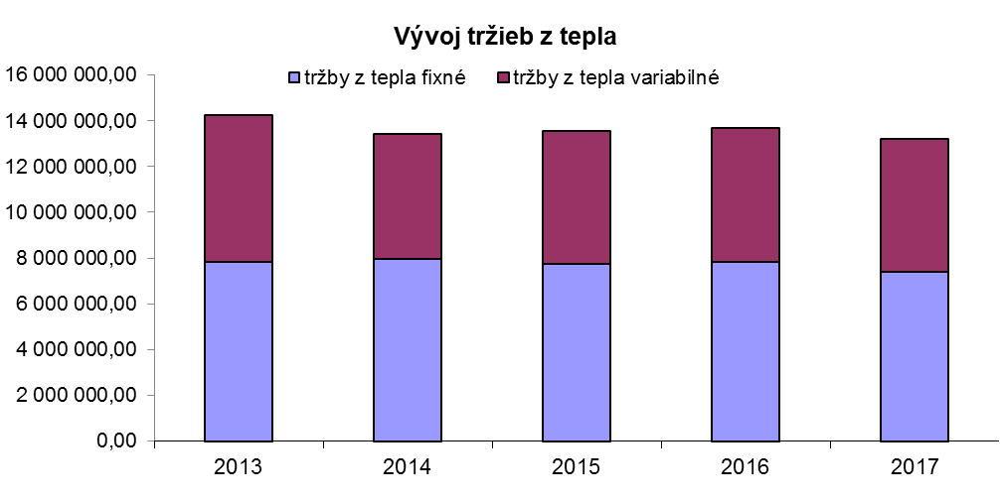 Vývoj tržieb z tepla
tržby z tepla fixné tržby z tepla variabilné
16 000 000,00
14 000 000,00
12 000 000,00
10 000 000,00
8 000 000,00
6 000 000,00
4 000 000,00
2 000 000,00
0,00
2013 2014 2015 2016 2017